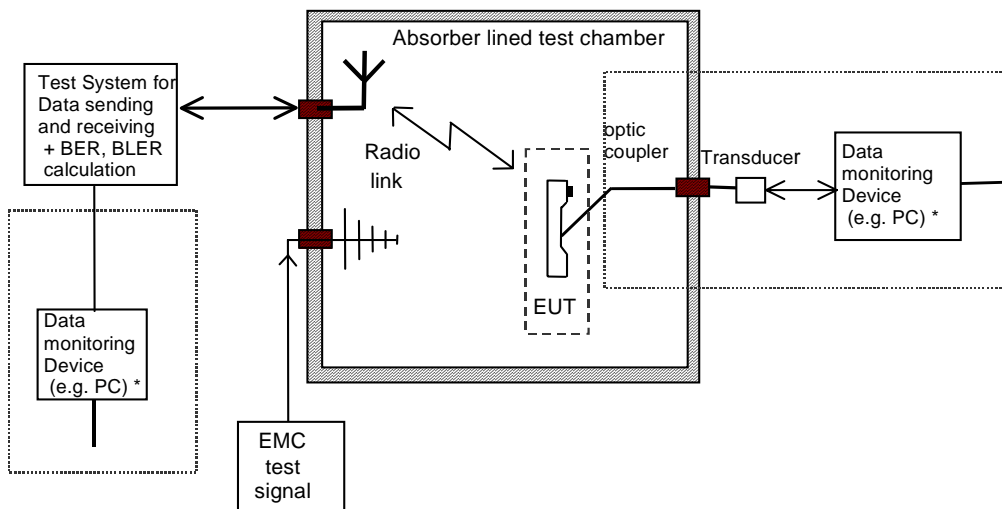 Absorber lined test chamber
Test System for
Data sending
and receiving
+ BER, BLER
calculation
Radio
link
optic
coupler
Transducer
Data
monitoring
Device
(e.g. PC) *
EUT
Data
monitoring
Device
(e.g. PC) *
EMC
test
signal